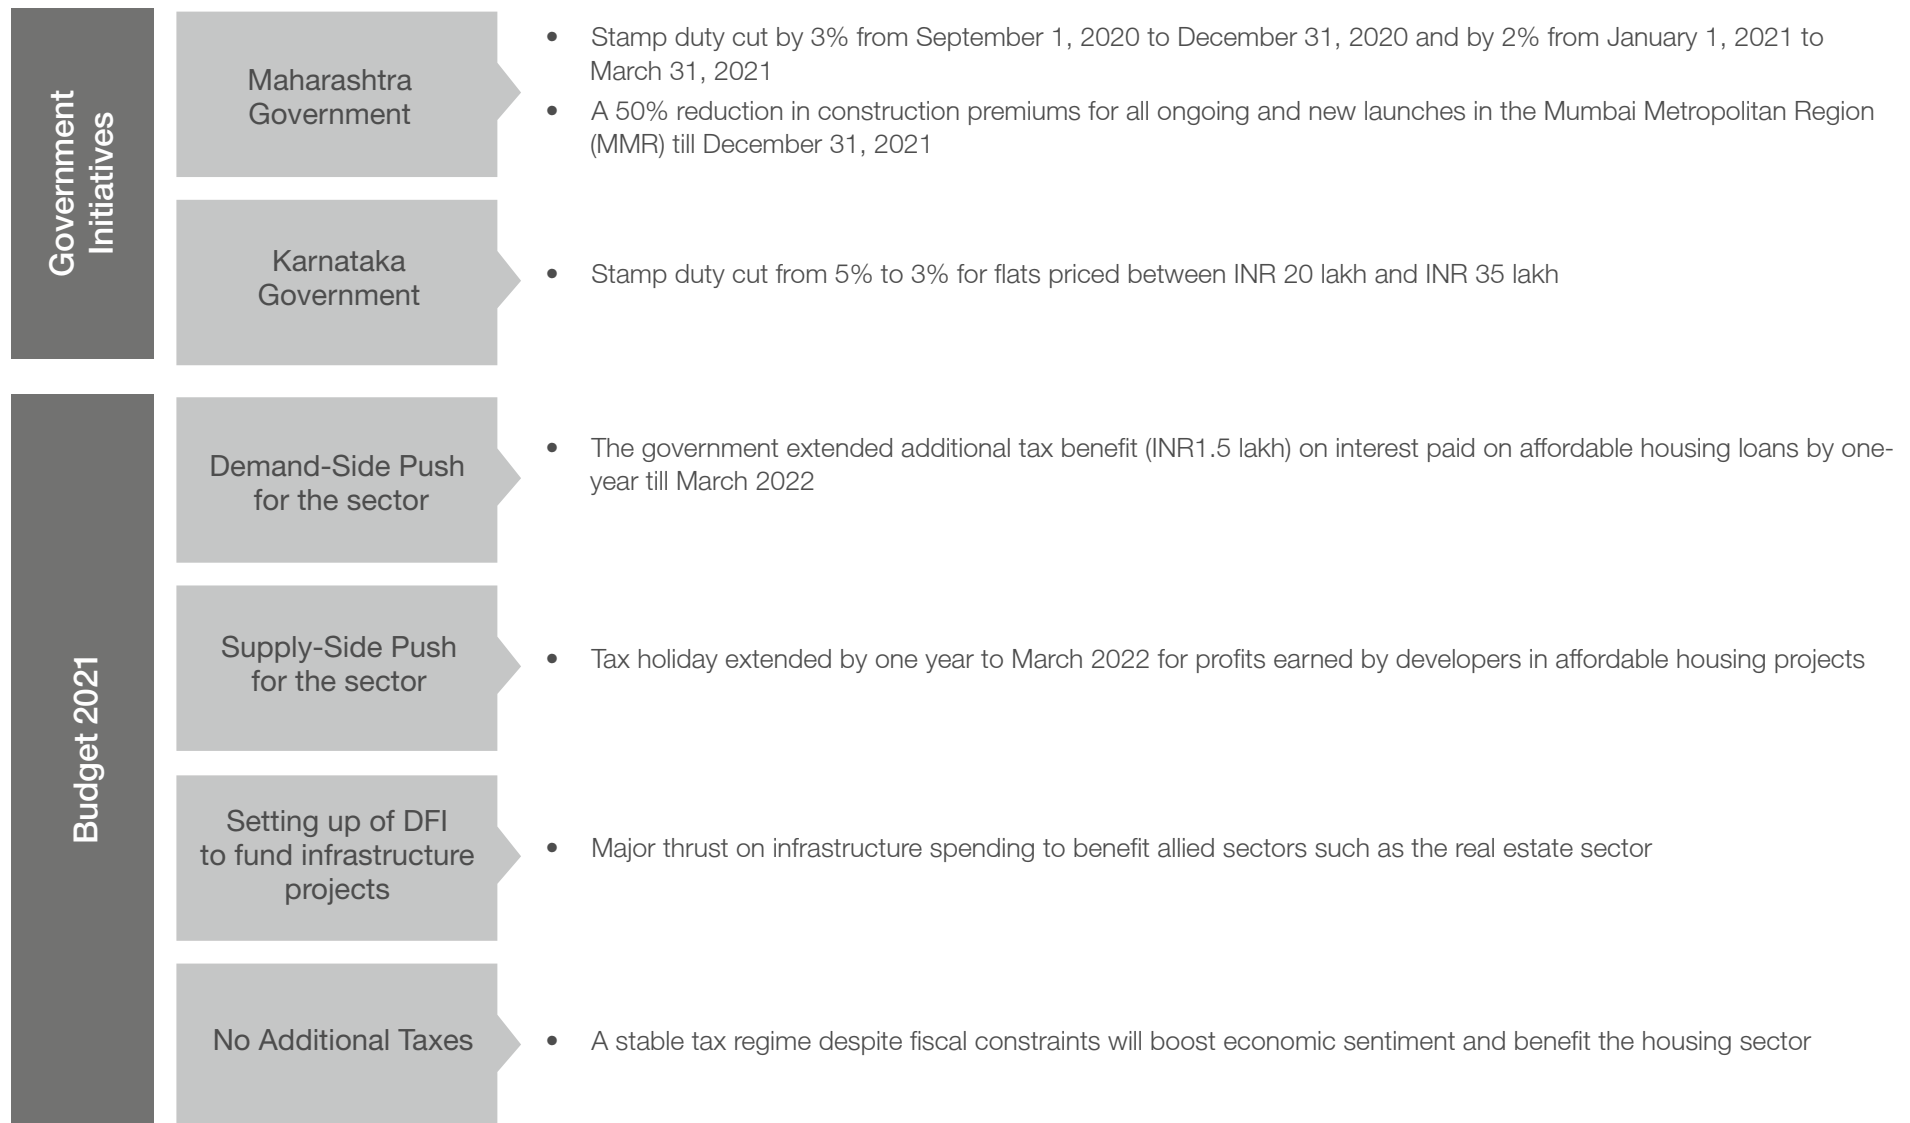 Government
Initiatives
Maharashtra
Government
• Stamp duty cut by 3% from September 1, 2020 to December 31, 2020 and by 2% from January 1, 2021 to
March 31, 2021
• A 50% reduction in construction premiums for all ongoing and new launches in the Mumbai Metropolitan Region
(MMR) till December 31, 2021
Karnataka
Government
• Stamp duty cut from 5% to 3% for flats priced between INR 20 lakh and INR 35 lakh
Budget 2021
Demand-Side Push
for the sector
• The government extended additional tax benefit (INR1.5 lakh) on interest paid on affordable housing loans by one-
year till March 2022
Supply-Side Push
for the sector
• Tax holiday extended by one year to March 2022 for profits earned by developers in affordable housing projects
Setting up of DFI
to fund infrastructure
projects
• Major thrust on infrastructure spending to benefit allied sectors such as the real estate sector
No Additional Taxes
• A stable tax regime despite fiscal constraints will boost economic sentiment and benefit the housing sector